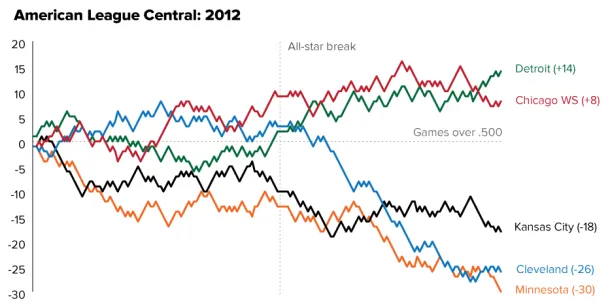 American League Central: 2012
20
All-star break
15
Detroit (+14)
10
Chicago WS (+8)
5
Games over .500
0
-5
-10
-15
Kansas City (-18)
-20
-25
Cleveland (-26)
Minnesota (-30)
-30